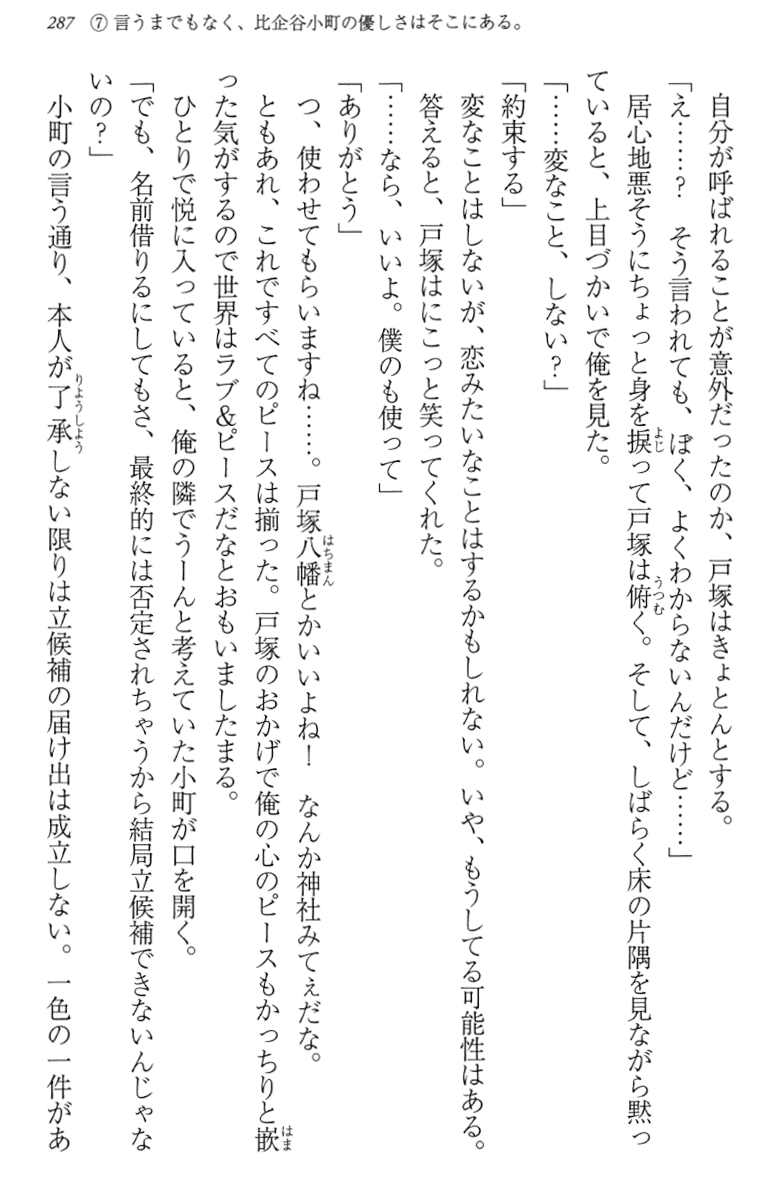 287 ⑦ 言うまでもなく、比企谷小町の優しさはそこにある。
自分が呼ばれることが意外だったのか、戸塚はきょとんとする。
「え……？　そう言われても、ぼく、よくわからないんだけど……」
居心地悪そうにちょっと身を捩って戸塚は俯く。そして、しばらく床の片隅を見ながら黙っ
ていると、上目づかいで俺を見た。
「……変なこと、しない？」
「約束する」
変なことはしないが、恋みたいなことはするかもしれない。いや、もうしてる可能性はある。
答えると、戸塚はにこっと笑ってくれた。
「……なら、いいよ。僕のも使って」
「ありがとう」
つ、使わせてもらいますね……。戸塚八幡とかいいよね！　なんか神社みてぇだな。
ともあれ、これですべてのピースは揃った。戸塚のおかげで俺の心のピースもかっちりと嵌
った気がするので世界はラブ&ピースだなとおもいましたまる。
ひとりで悦に入っていると、俺の隣でうーんと考えていた小町が口を開く。
「でも、名前借りるにしてもさ、最終的には否定されちゃうから結局立候補できないんじゃな
いの？」
小町の言う通り、本人が了承しない限りは立候補の届け出は成立しない。一色の一件があ